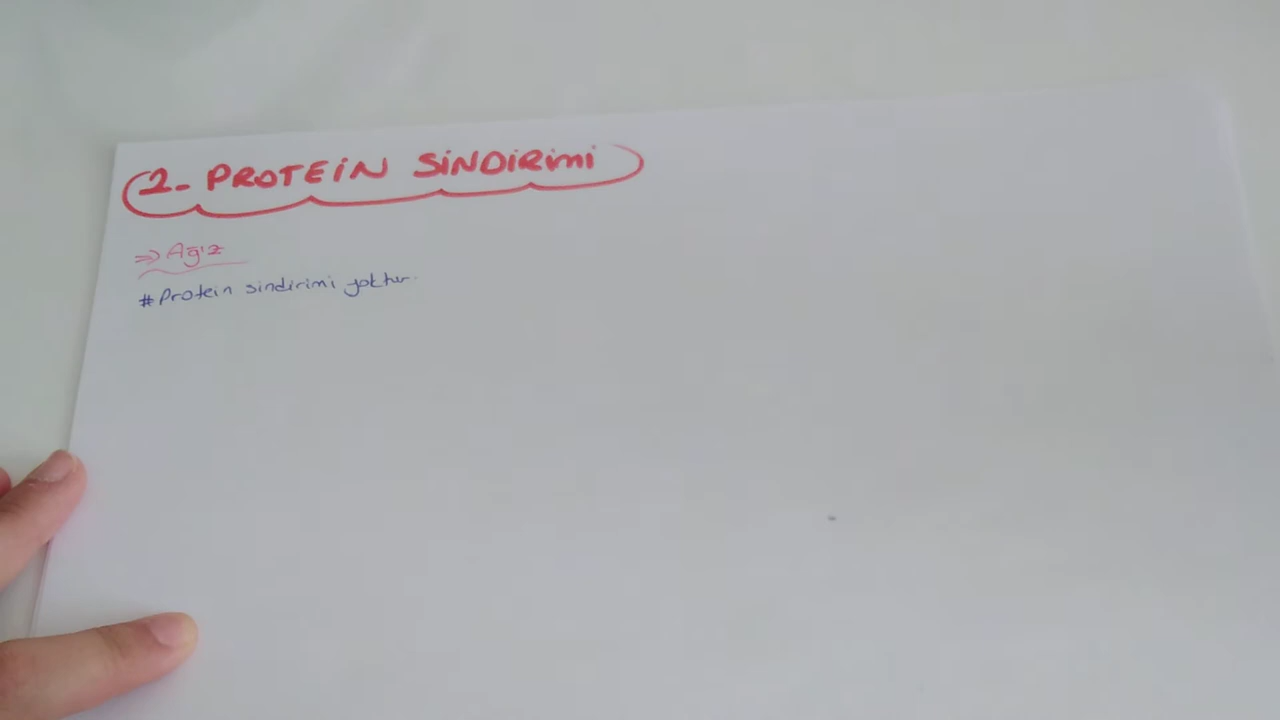 2- PROTEİN SİNDİRİMİ
⇒ Ağız
# Protein sindirimi yoktur.